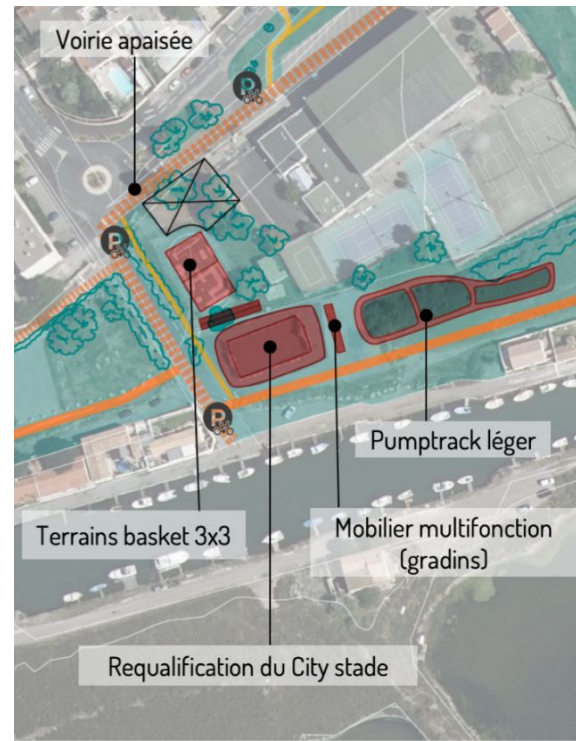 Voirie apaisée
P
P
P
Pumptrack léger
Terrains basket 3x3
Mobilier multifonction
(gradins)
Requalification du City stade